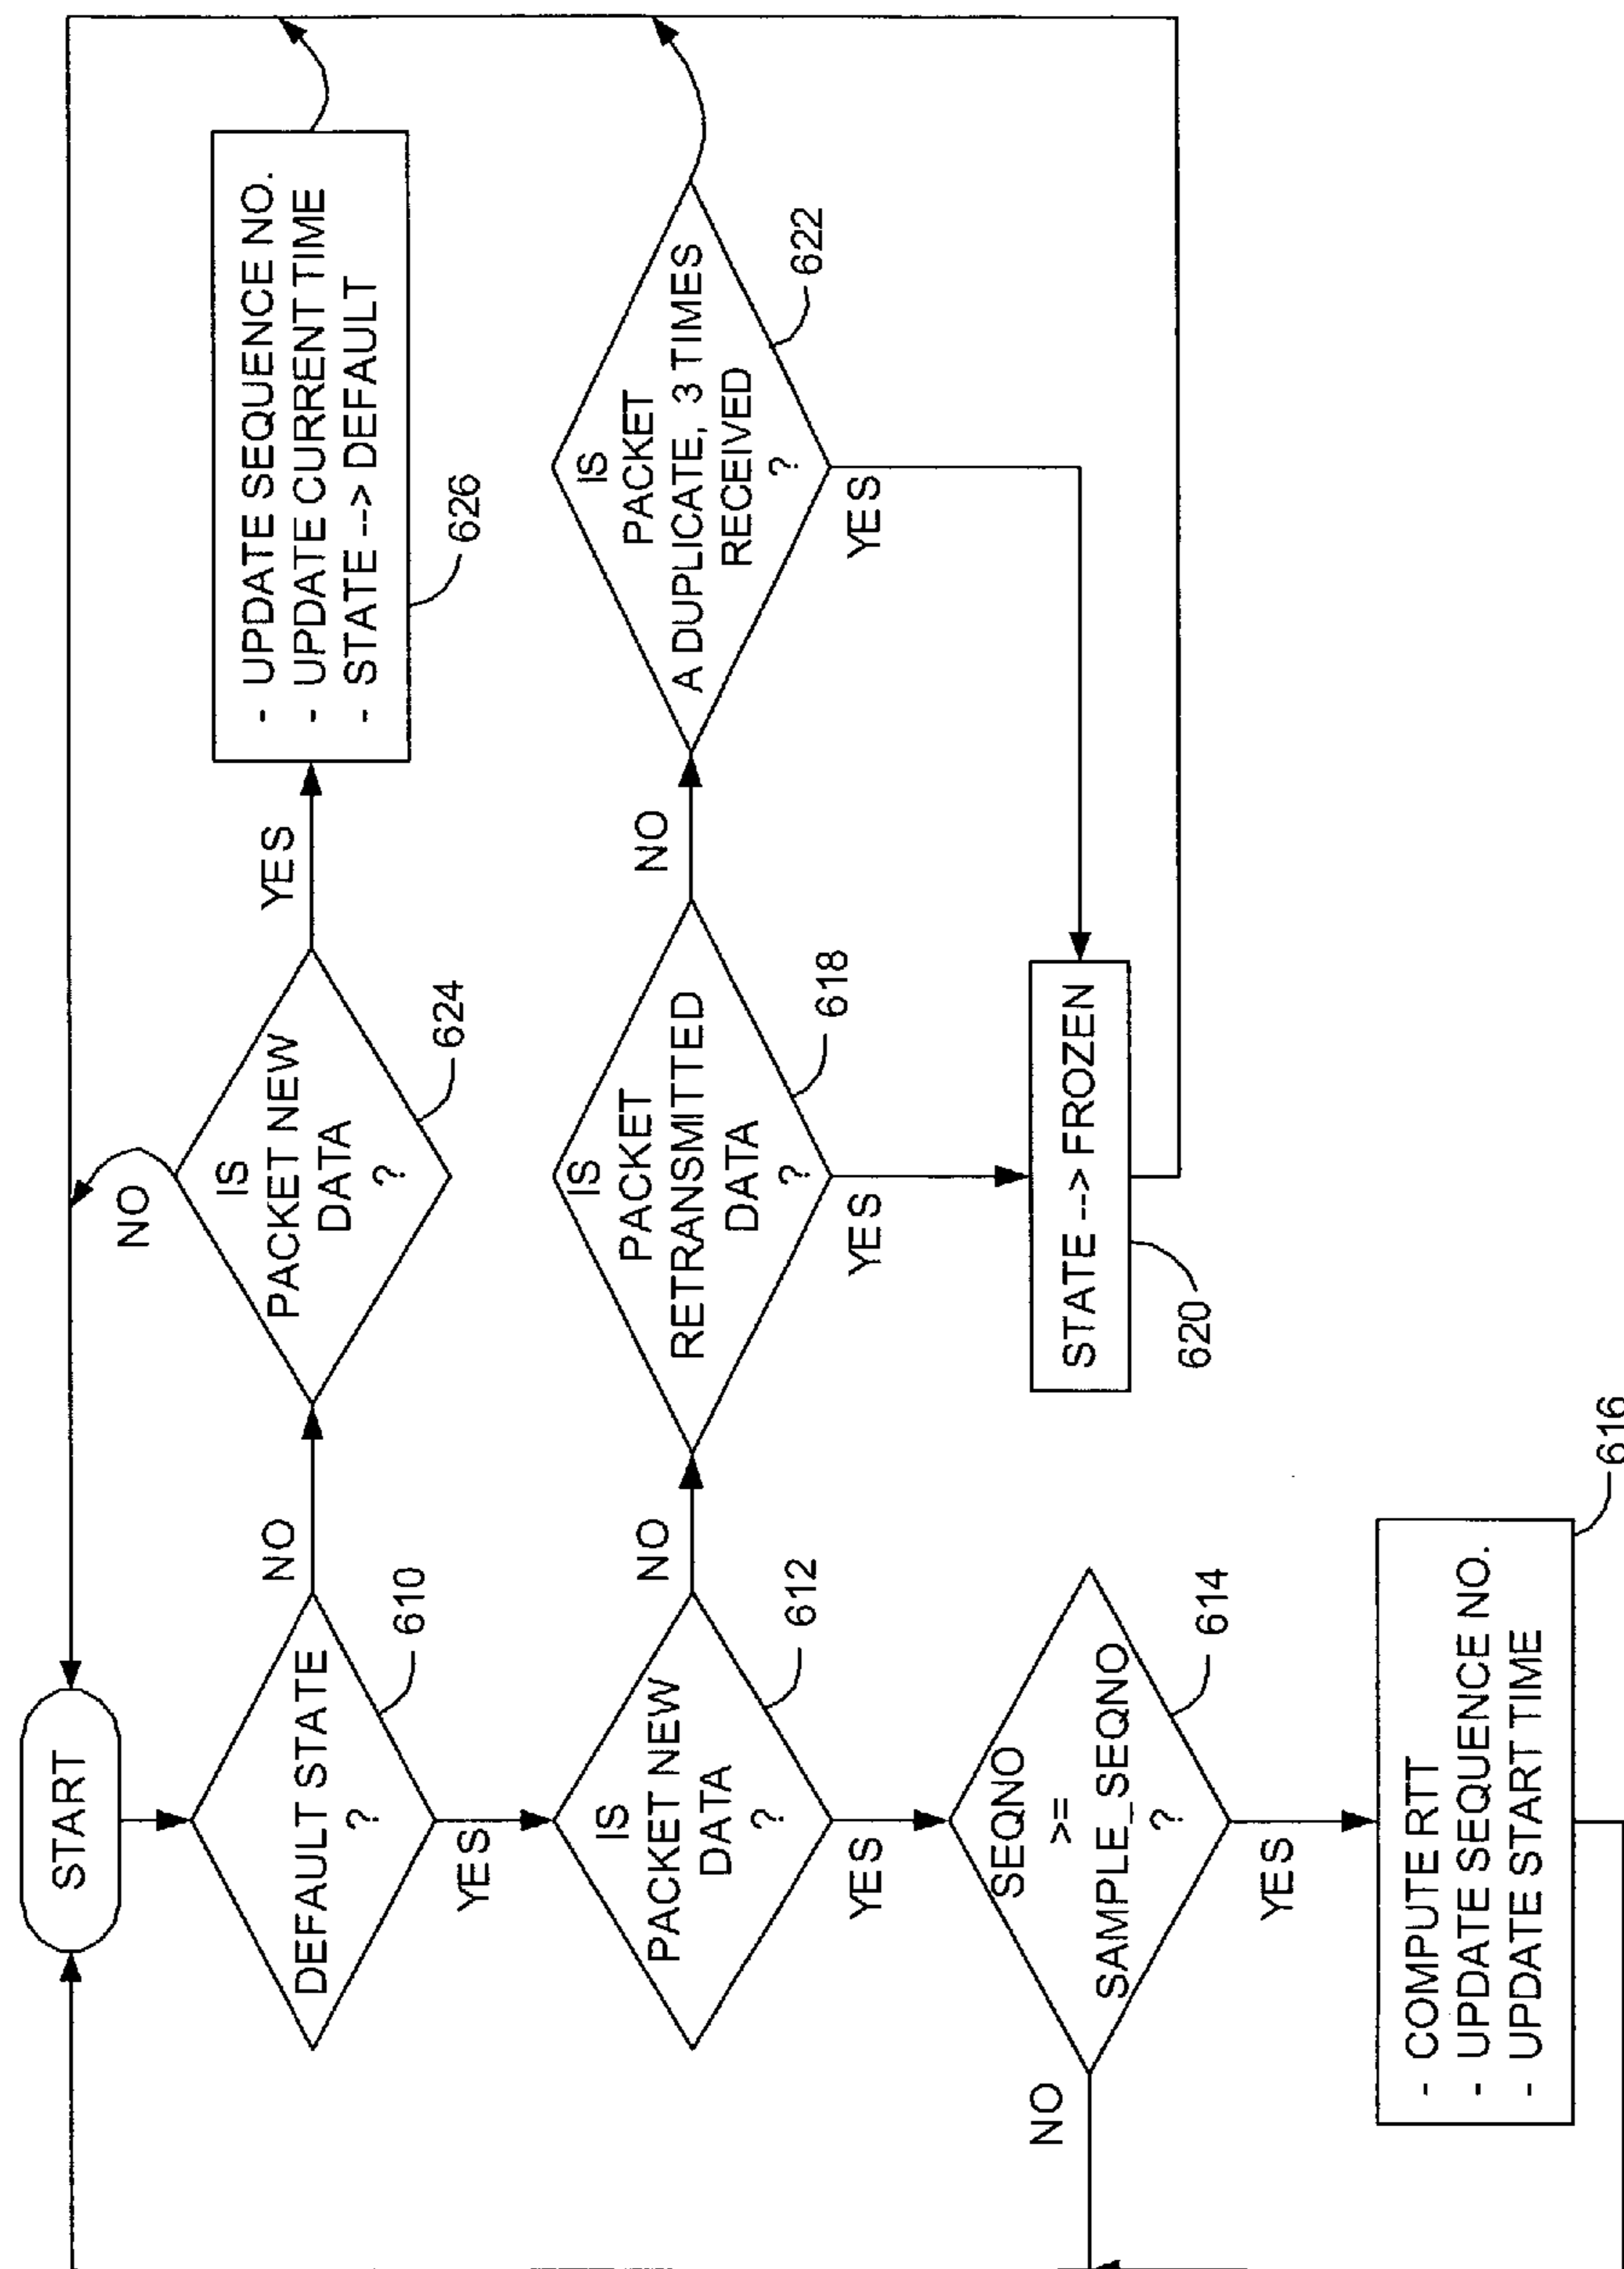 START
DEFAULT STATE
?
610
NO
YES
IS
PACKET NEW
DATA
?
624
NO
YES
- UPDATE SEQUENCE NO.
- UPDATE CURRENT TIME
- STATE --> DEFAULT
626
IS
PACKET NEW
DATA
?
612
NO
YES
IS
PACKET
RETRANSMITTED
DATA
?
618
NO
YES
IS
PACKET
A DUPLICATE, 3 TIMES
RECEIVED
?
622
YES
STATE --> FROZEN
620
SEQNO
>=
SAMPLE_SEQNO
?
614
NO
YES
- COMPUTE RTT
- UPDATE SEQUENCE NO.
- UPDATE START TIME
616